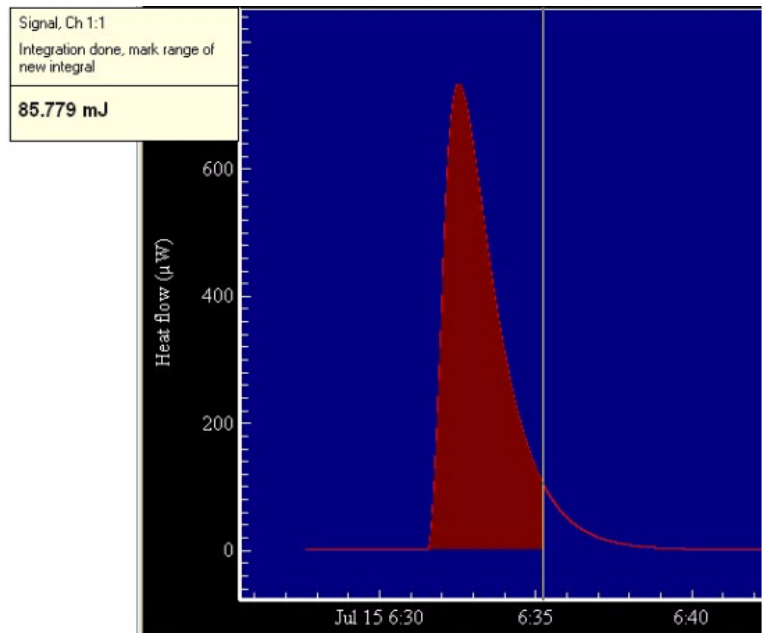 Signal, Ch 1:1
Integration done, mark range of
new integral
85.779 mJ
600
400
200
0
Heat flow (μW)
Jul 15 6:30
6:35
6:40